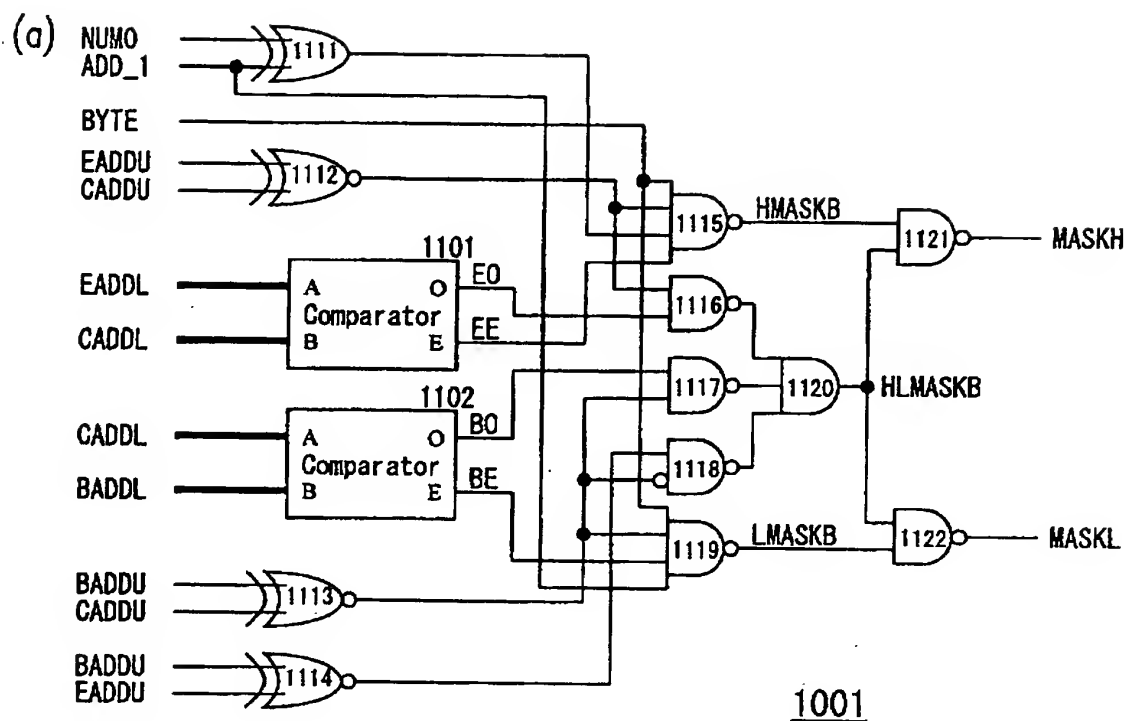 (a)
NUM0
ADD_1
1111
BYTE
EADDU
CADDU
1112
1115
HMASKB
1121
MASKH
1101
EADDL
A
O
EO
Comparator
CADDL
B
E
EE
1116
1117
1120
HLMASKB
1102
CADDL
A
O
BO
Comparator
BADDL
B
E
BE
1118
1119
LMASKB
1122
MASKL
BADDU
CADDU
1113
BADDU
EADDU
1114
1001